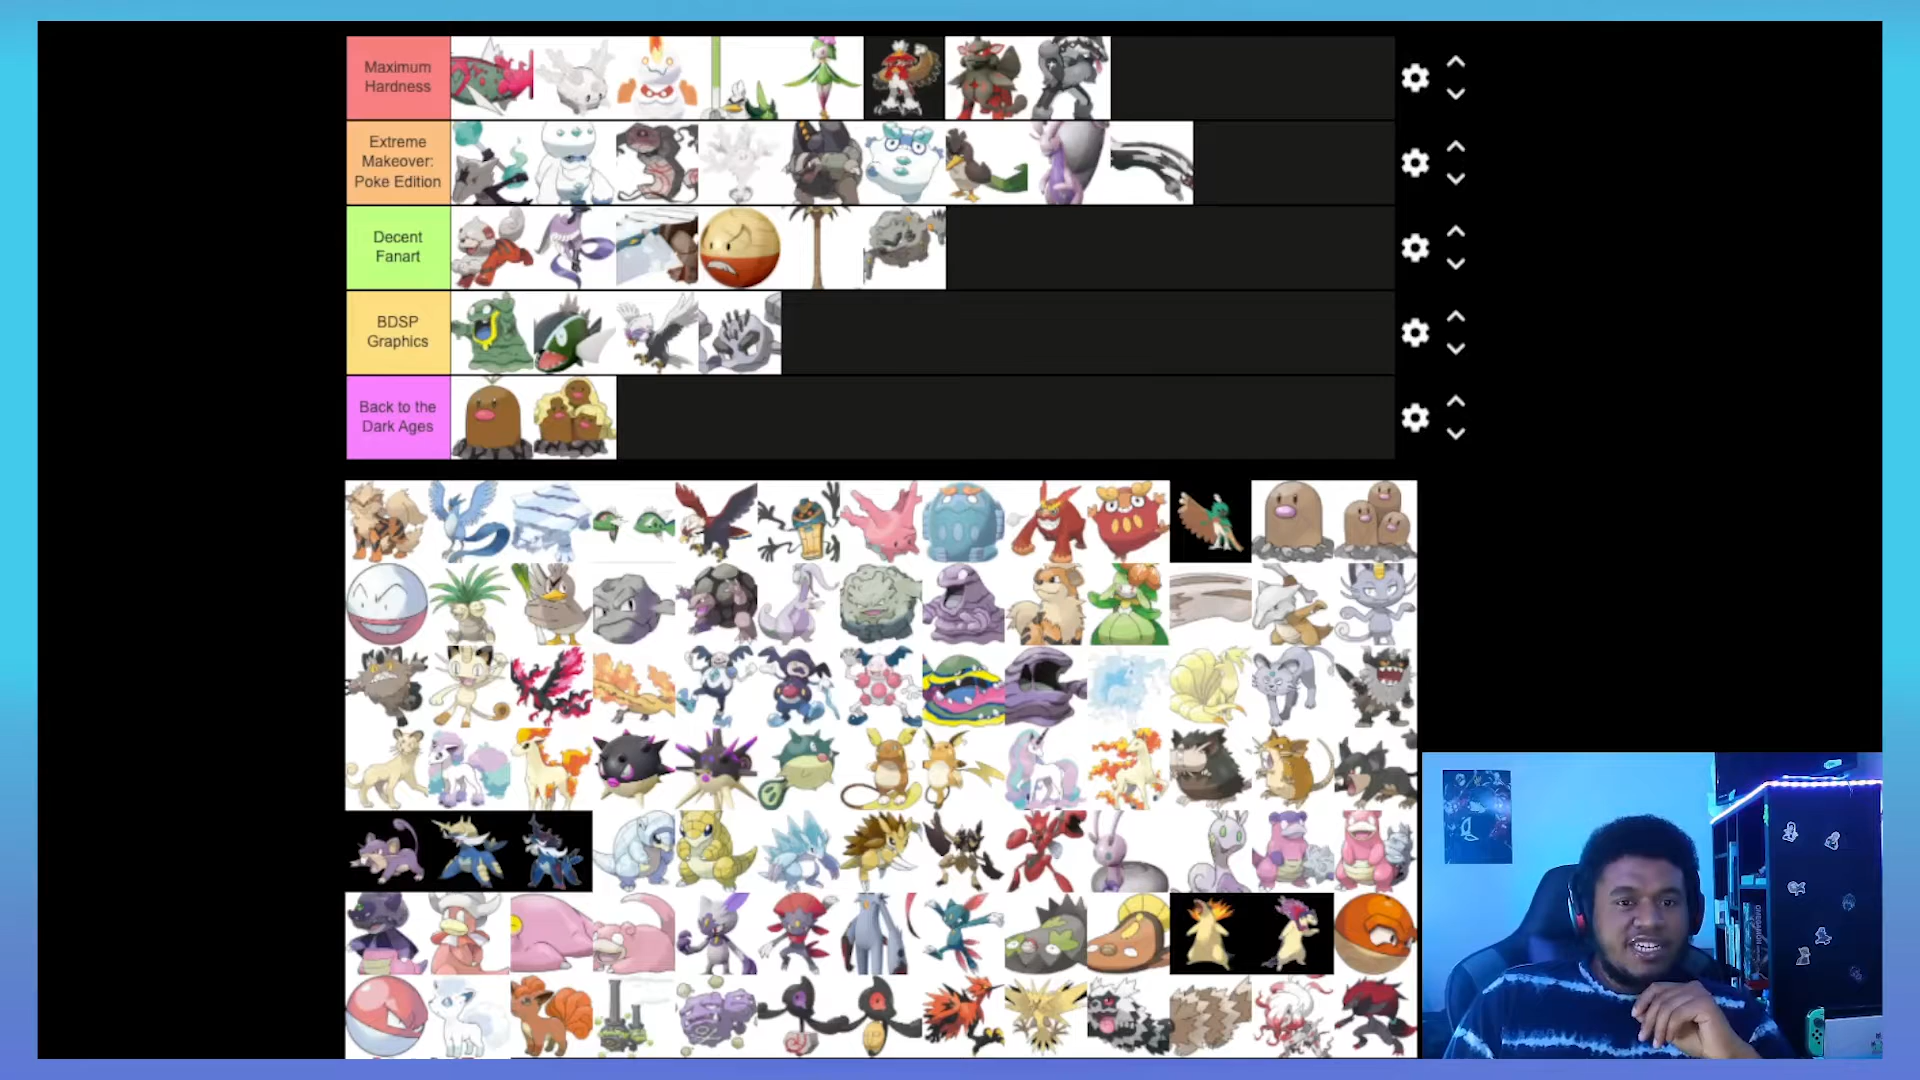 Maximum
Hardness
Extreme
Makeover:
Poke Edition
Decent
Fanart
BDSP
Graphics
Back to the
Dark Ages